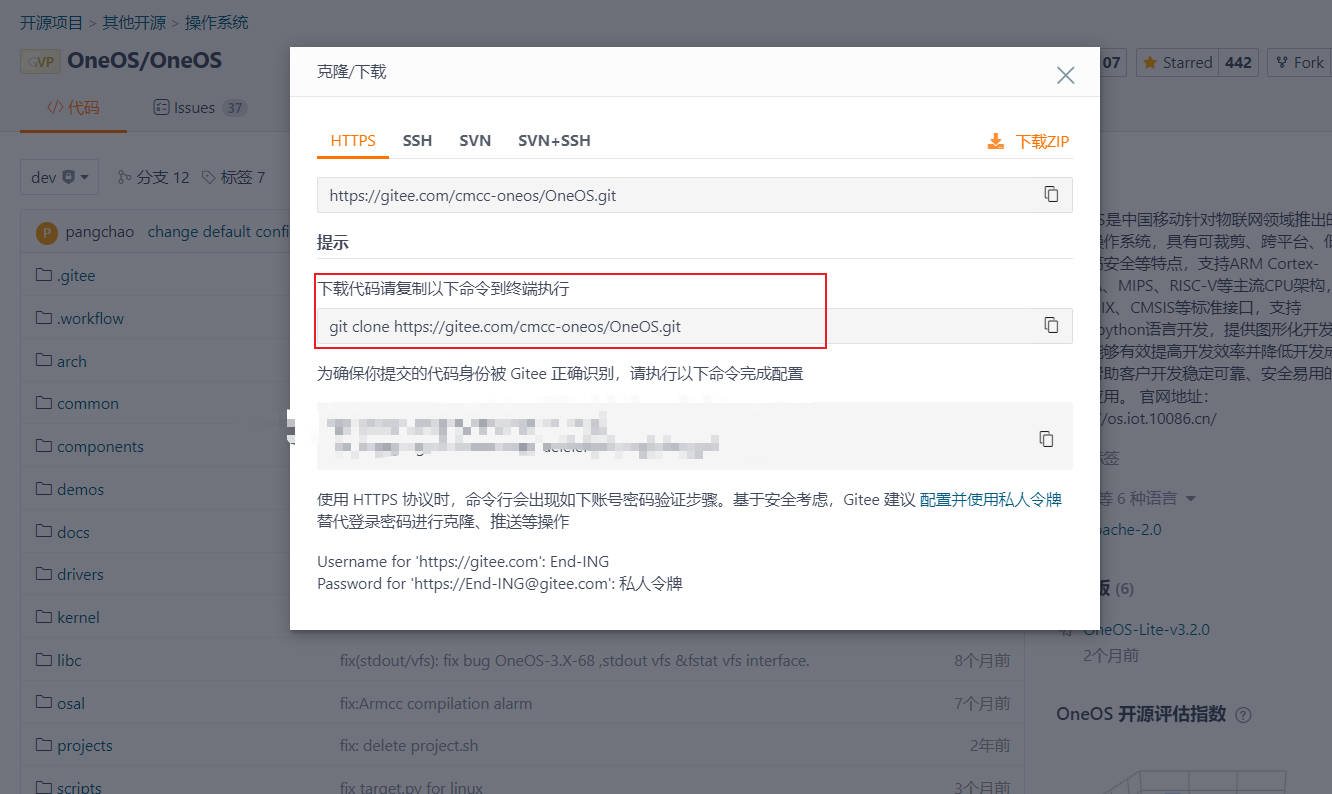 开源项目 > 其他开源 > 操作系统
GVP OneOS/OneOS
07 Starred 442 Fork
代码 Issues 37
克隆/下载
HTTPS SSH SVN SVN+SSH 下载ZIP
dev 分支 12 标签 7
https://gitee.com/cmcc-oneos/OneOS.git
pangchao change default confi
提示
下载代码请复制以下命令到终端执行
git clone https://gitee.com/cmcc-oneos/OneOS.git
为确保你提交的代码身份被 Gitee 正确识别，请执行以下命令完成配置
使用 HTTPS 协议时，命令行会出现如下账号密码验证步骤。基于安全考虑，Gitee 建议 配置并使用私人令牌
替代登录密码进行克隆、推送等操作
Username for 'https://gitee.com': End-ING
Password for 'https://End-ING@gitee.com': 私人令牌
.gitee
.workflow
arch
common
components
demos
docs
drivers
kernel
libc fix(stdout/vfs): fix bug OneOS-3.X-68 ,stdout vfs &fstat vfs interface. 8个月前
osal fix:Armcc compilation alarm 7个月前
projects fix: delete project.sh 2年前
scripts fix target.py for linux 3个月前
S是中国移动针对物联网领域推出的
操作系统，具有可裁剪、跨平台、低
安全等特点，支持ARM Cortex-
、MIPS、RISC-V等主流CPU架构，
IX、CMSIS等标准接口，支持
python语言开发，提供图形化开发
能够有效提高开发效率并降低开发成
帮助客户开发稳定可靠、安全易用的
应用。 官网地址：
//os.iot.10086.cn/
标签
等 6 种语言
pache-2.0
版 (6)
OneOS-Lite-v3.2.0
2个月前
OneOS 开源评估指数